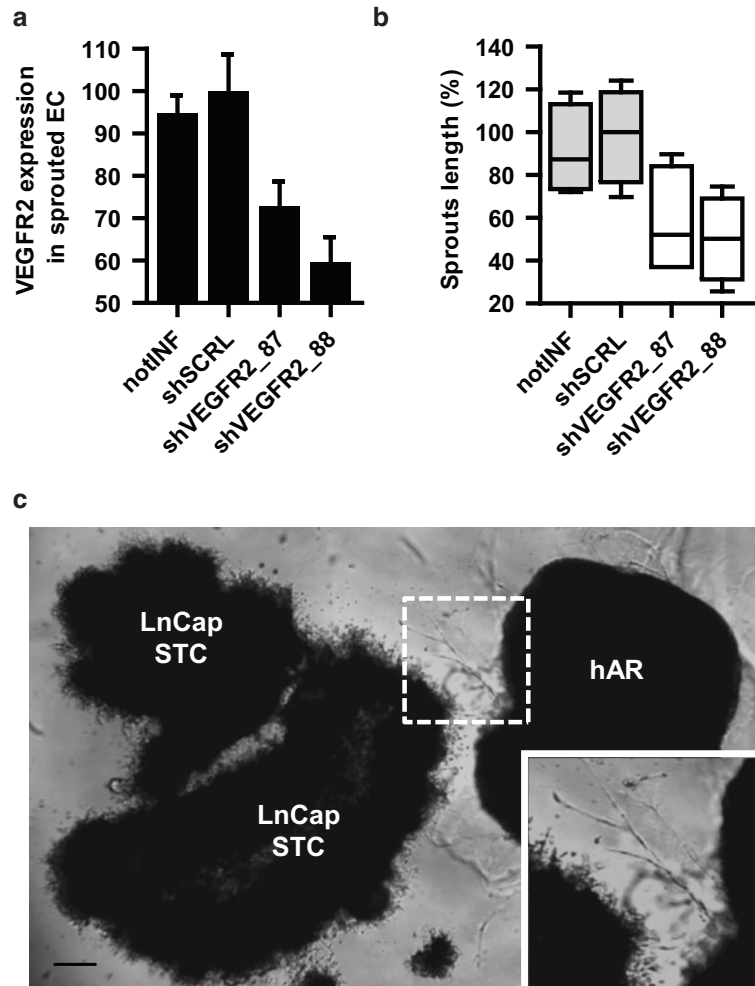 a
VEGFR2 expression
in sprouted EC
110
100
90
80
70
60
50
notINF
shSCRL
shVEGFR2_87
shVEGFR2_88
b
Sprouts length (%)
140
120
100
80
60
40
20
notINF
shSCRL
shVEGFR2_87
shVEGFR2_88
c
LnCap
STC
hAR
LnCap
STC